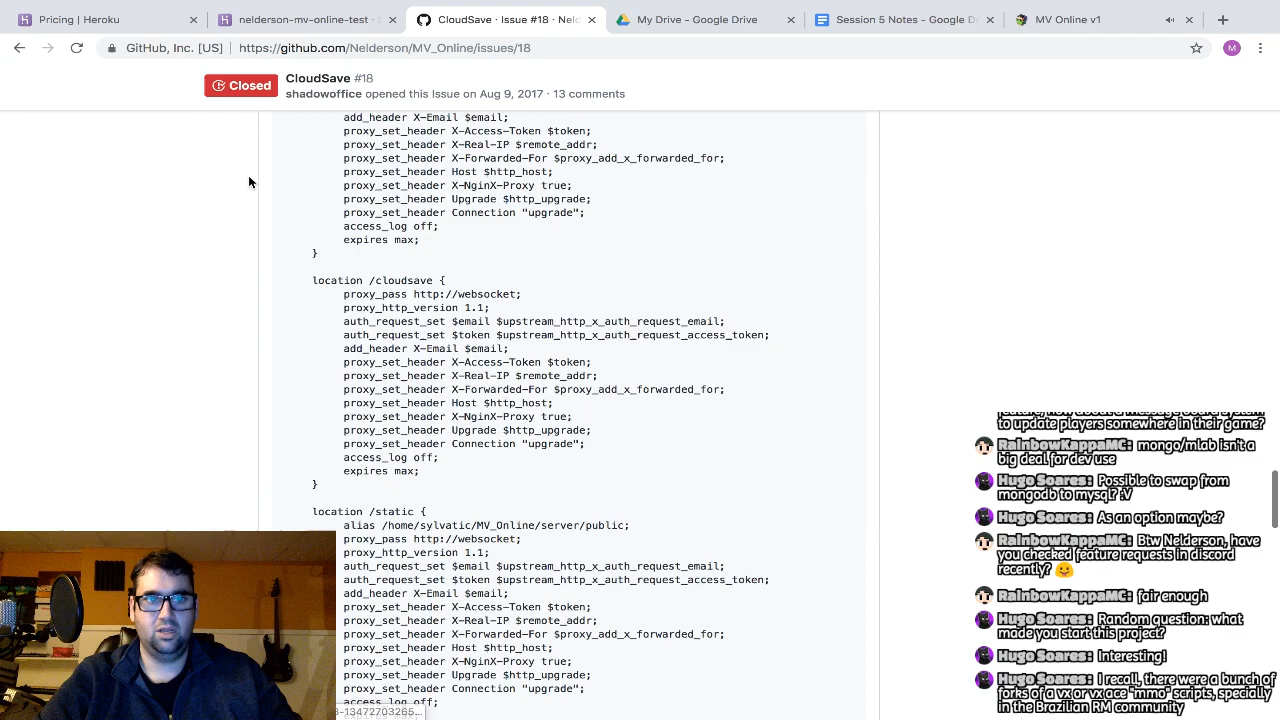 Pricing | Heroku
nelderson-mv-online-test · S
CloudSave · Issue #18 · Neld
My Drive - Google Drive
Session 5 Notes - Google D
MV Online v1
GitHub, Inc. [US]
https://github.com/Nelderson/MV_Online/issues/18
M
Closed
CloudSave #18
shadowoffice opened this Issue on Aug 9, 2017 · 13 comments
add_header X-Email $email;
proxy_set_header X-Access-Token $token;
proxy_set_header X-Real-IP $remote_addr;
proxy_set_header X-Forwarded-For $proxy_add_x_forwarded_for;
proxy_set_header Host $http_host;
proxy_set_header X-NginX-Proxy true;
proxy_set_header Upgrade $http_upgrade;
proxy_set_header Connection "upgrade";
access_log off;
expires max;
}
location /cloudsave {
proxy_pass http://websocket;
proxy_http_version 1.1;
auth_request_set $email $upstream_http_x_auth_request_email;
auth_request_set $token $upstream_http_x_auth_request_access_token;
add_header X-Email $email;
proxy_set_header X-Access-Token $token;
proxy_set_header X-Real-IP $remote_addr;
proxy_set_header X-Forwarded-For $proxy_add_x_forwarded_for;
proxy_set_header Host $http_host;
proxy_set_header X-NginX-Proxy true;
proxy_set_header Upgrade $http_upgrade;
proxy_set_header Connection "upgrade";
access_log off;
expires max;
}
location /static {
alias /home/sylvatic/MV_Online/server/public;
proxy_pass http://websocket;
proxy_http_version 1.1;
auth_request_set $email $upstream_http_x_auth_request_email;
auth_request_set $token $upstream_http_x_auth_request_access_token;
add_header X-Email $email;
proxy_set_header X-Access-Token $token;
proxy_set_header X-Real-IP $remote_addr;
proxy_set_header X-Forwarded-For $proxy_add_x_forwarded_for;
proxy_set_header Host $http_host;
proxy_set_header X-NginX-Proxy true;
proxy_set_header Upgrade $http_upgrade;
proxy_set_header Connection "upgrade";
access_log off;
3-13472703265...
to update players somewhere in their game?
RainbowKappaMC: mongo/mlab isn't a
big deal for dev use
Hugo Soares: Possible to swap from
mongodb to mysql? :V
Hugo Soares: As an option maybe?
RainbowKappaMC: Btw Nelderson, have
you checked feature requests in discord
recently?
RainbowKappaMC: fair enough
Hugo Soares: Random question: what
made you start this project?
Hugo Soares: Interesting!
Hugo Soares: I recall, there were a bunch of
forks of a vx or vx ace "mmo" scripts, specially
in the Brazilian RM community